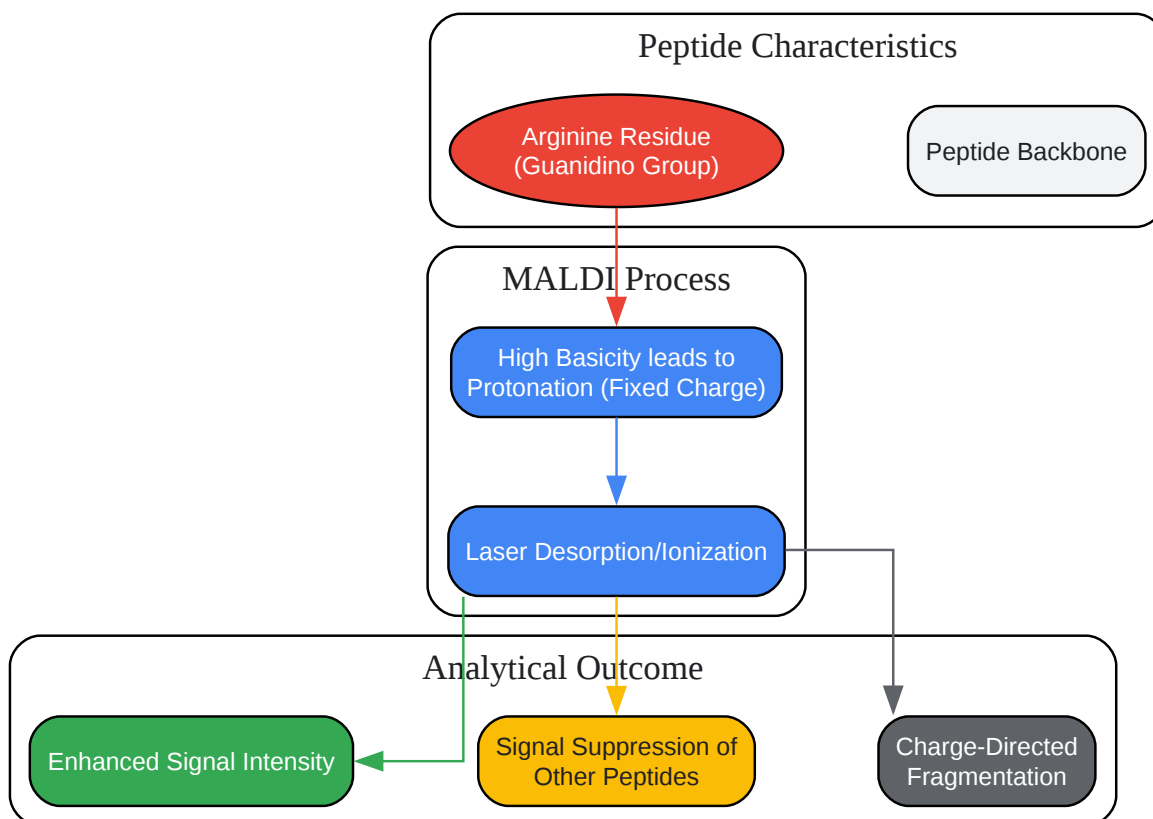 Peptide Characteristics
Arginine Residue
(Guanidino Group)
Peptide Backbone
MALDI Process
High Basicity leads to
Protonation (Fixed Charge)
Laser Desorption/Ionization
Analytical Outcome
Enhanced Signal Intensity
Signal Suppression of
Other Peptides
Charge-Directed
Fragmentation